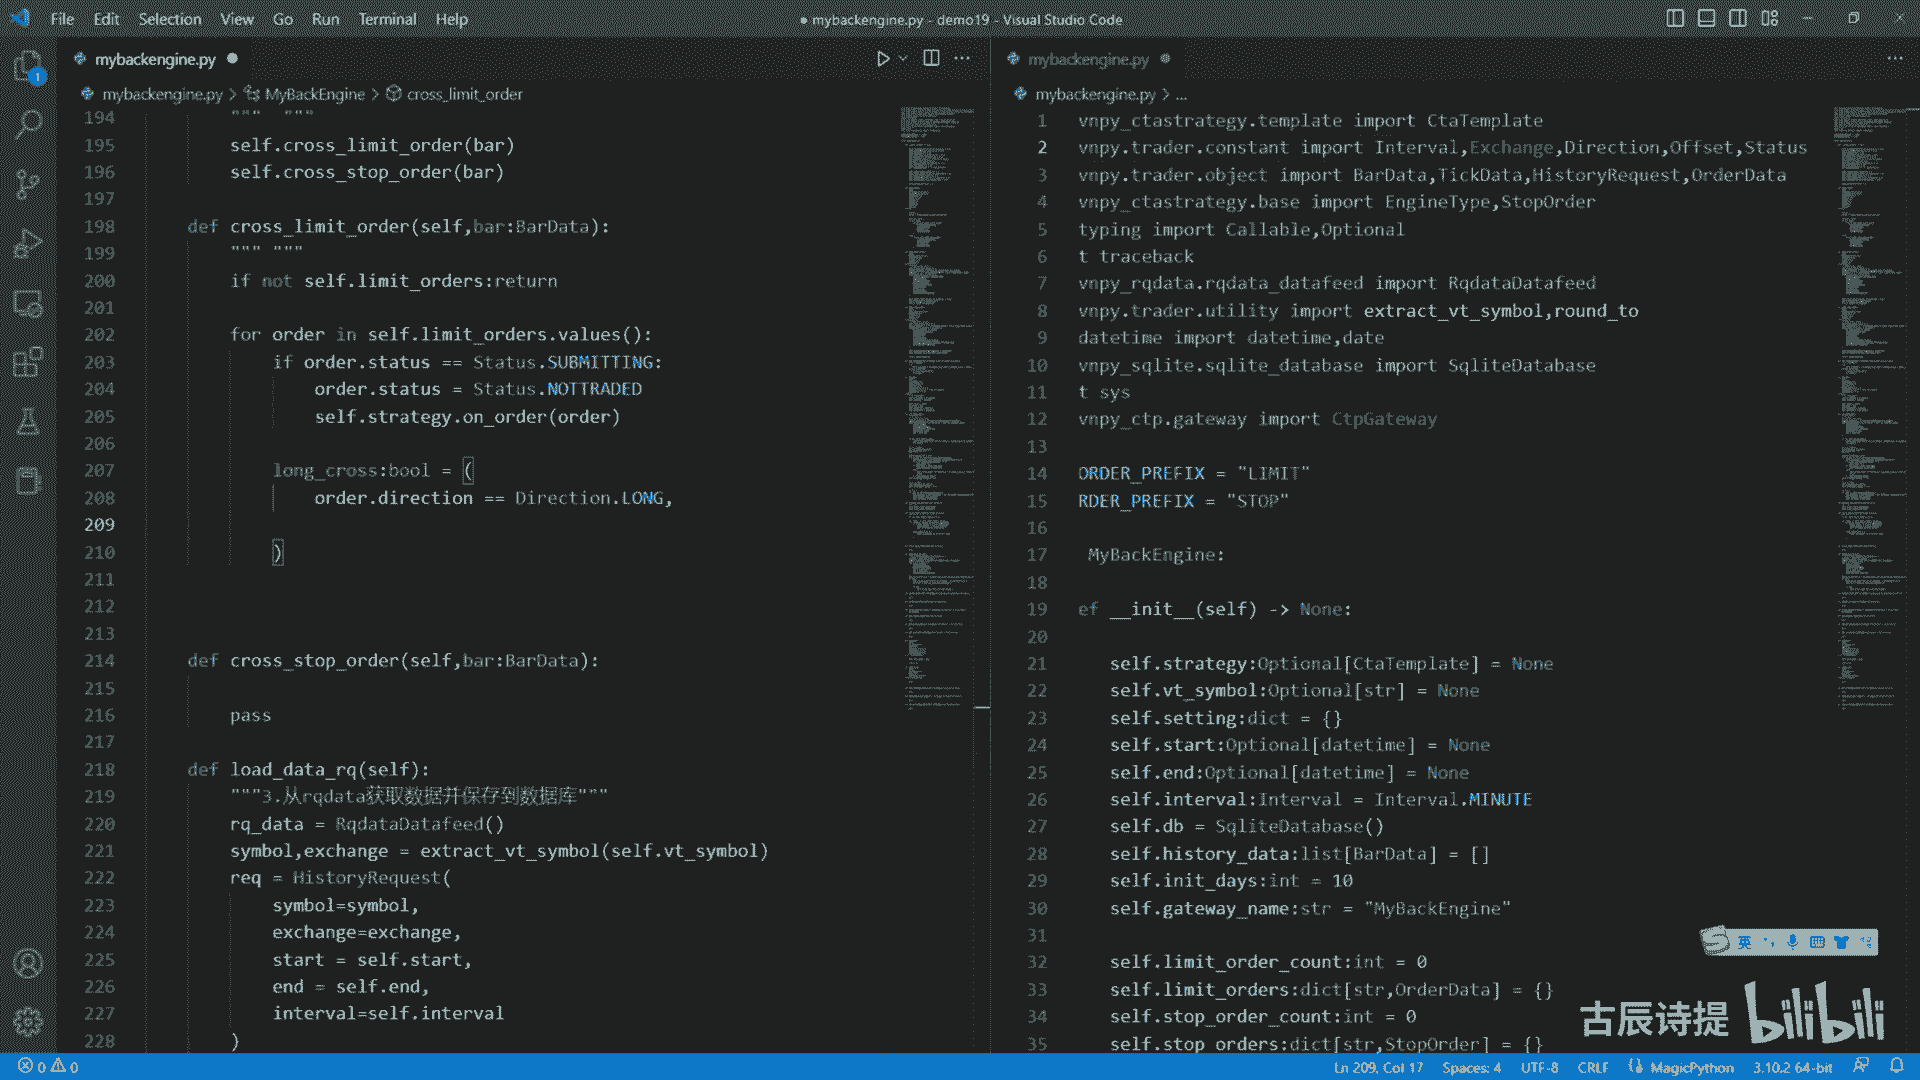 File Edit Selection View Go Run Terminal Help
● mybackengine.py - demo19 - Visual Studio Code
mybackengine.py
mybackengine.py > MyBackEngine > cross_limit_order
194 """ """
195 self.cross_limit_order(bar)
196 self.cross_stop_order(bar)
197
198 def cross_limit_order(self,bar:BarData):
199 """ """
200 if not self.limit_orders:return
201
202 for order in self.limit_orders.values():
203 if order.status == Status.SUBMITTING:
204 order.status = Status.NOTTRADED
205 self.strategy.on_order(order)
206
207 long_cross:bool = (
208 order.direction == Direction.LONG,
209
210 )
211
212
213
214 def cross_stop_order(self,bar:BarData):
215
216 pass
217
218 def load_data_rq(self):
219 """3.从rqdata获取数据并保存到数据库"""
220 rq_data = RqdataDatafeed()
221 symbol,exchange = extract_vt_symbol(self.vt_symbol)
222 req = HistoryRequest(
223 symbol=symbol,
224 exchange=exchange,
225 start = self.start,
226 end = self.end,
227 interval=self.interval
228 )
mybackengine.py
mybackengine.py > ...
1 vnpy_ctastrategy.template import CtaTemplate
2 vnpy.trader.constant import Interval,Exchange,Direction,Offset,Status
3 vnpy.trader.object import BarData,TickData,HistoryRequest,OrderData
4 vnpy_ctastrategy.base import EngineType,StopOrder
5 typing import Callable,Optional
6 t traceback
7 vnpy_rqdata.rqdata_datafeed import RqdataDatafeed
8 vnpy.trader.utility import extract_vt_symbol,round_to
9 datetime import datetime,date
10 vnpy_sqlite.sqlite_database import SqliteDatabase
11 t sys
12 vnpy_ctp.gateway import CtpGateway
13
14 ORDER_PREFIX = "LIMIT"
15 RDER_PREFIX = "STOP"
16
17 MyBackEngine:
18
19 ef __init__(self) -> None:
20
21 self.strategy:Optional[CtaTemplate] = None
22 self.vt_symbol:Optional[str] = None
23 self.setting:dict = {}
24 self.start:Optional[datetime] = None
25 self.end:Optional[datetime] = None
26 self.interval:Interval = Interval.MINUTE
27 self.db = SqliteDatabase()
28 self.history_data:list[BarData] = []
29 self.init_days:int = 10
30 self.gateway_name:str = "MyBackEngine"
31
32 self.limit_order_count:int = 0
33 self.limit_orders:dict[str,OrderData] = {}
34 self.stop_order_count:int = 0
35 self.stop_orders:dict[str,StopOrder] = {}
1
英
古辰诗提 bilibili
0 0
Ln 209, Col 17 Spaces: 4 UTF-8 CRLF MagicPython 3.10.2 64-bit